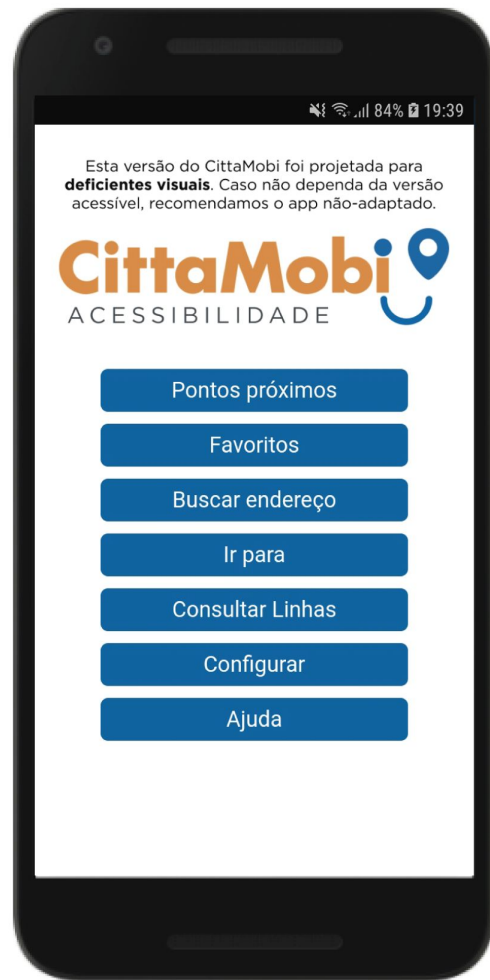 84% 19:39
Esta versão do CittaMobi foi projetada para
deficientes visuais. Caso não dependa da versão
acessível, recomendamos o app não-adaptado.
CittaMobi
ACESSIBILIDADE
Pontos próximos
Favoritos
Buscar endereço
Ir para
Consultar Linhas
Configurar
Ajuda